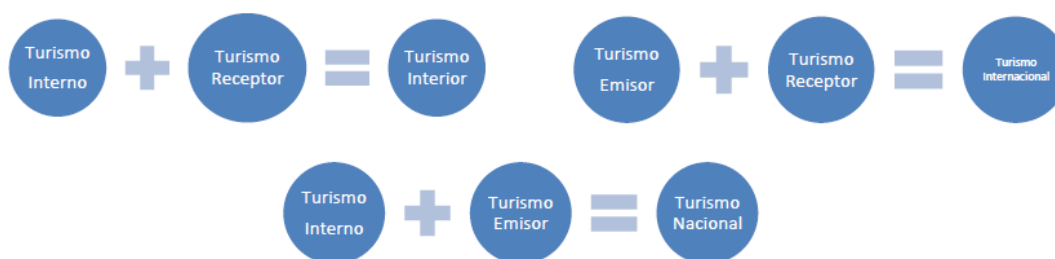 Turismo
Interno
Turismo
Receptor
Turismo
Interior
Turismo
Emisor
Turismo
Receptor
Turismo
Internacional
Turismo
Interno
Turismo
Emisor
Turismo
Nacional